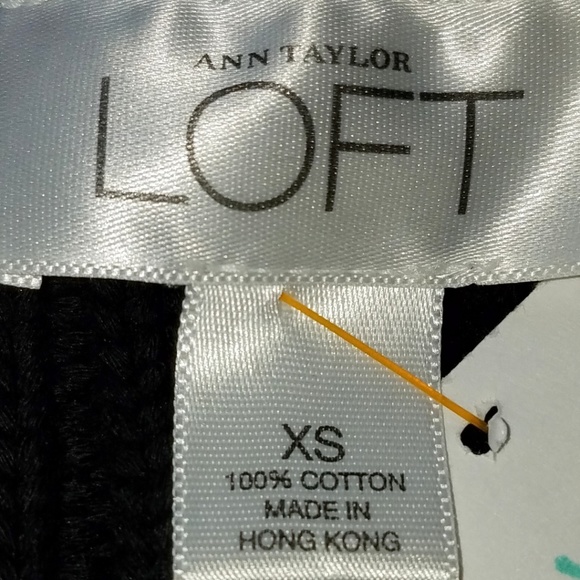 ANN TAYLOR
LOFT
XS
100% COTTON
MADE IN
HONG KONG